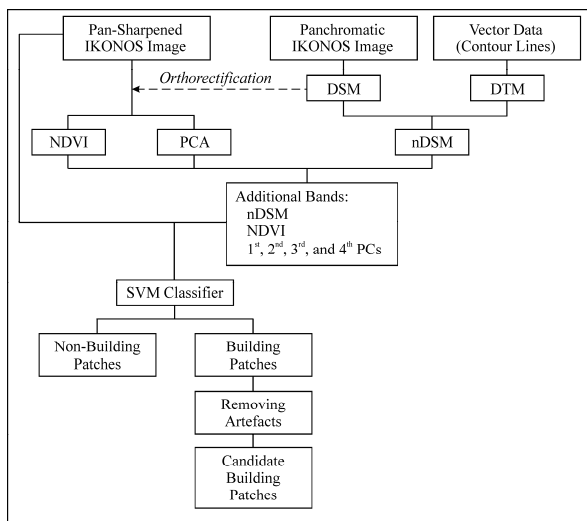 Pan-Sharpened
IKONOS Image
Panchromatic
IKONOS Image
Vector Data
(Contour Lines)
Orthorectification
DSM
DTM
NDVI
PCA
nDSM
Additional Bands:
nDSM
NDVI
1st, 2nd, 3rd, and 4th PCs
SVM Classifier
Non-Building
Patches
Building
Patches
Removing
Artefacts
Candidate
Building
Patches